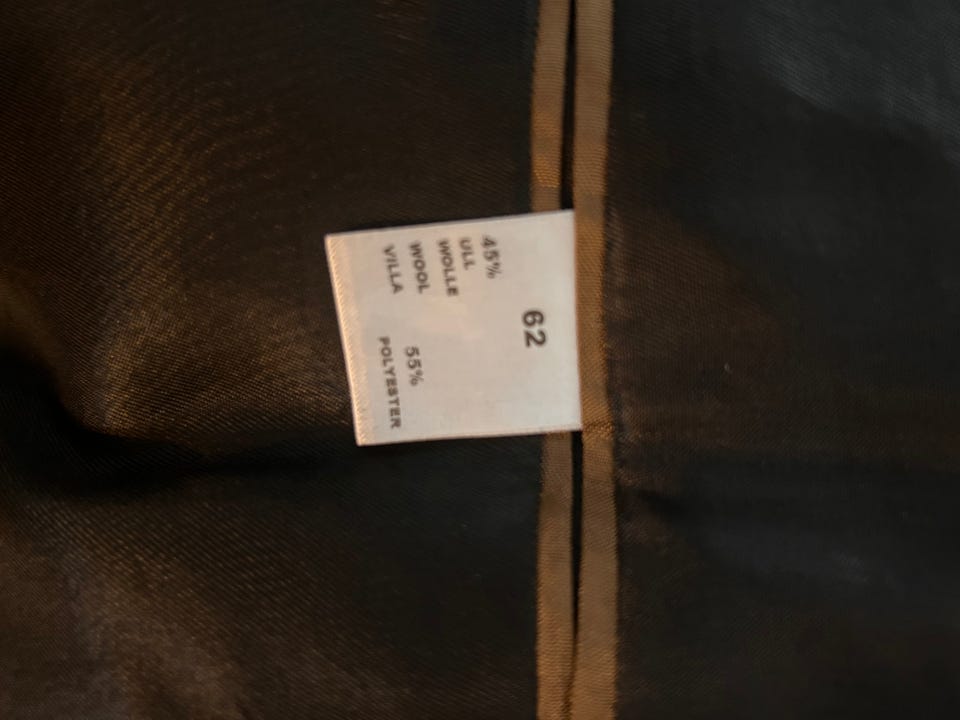 62
45%
ULL
WOLLE
WOOL 55%
VILLA POLYESTER